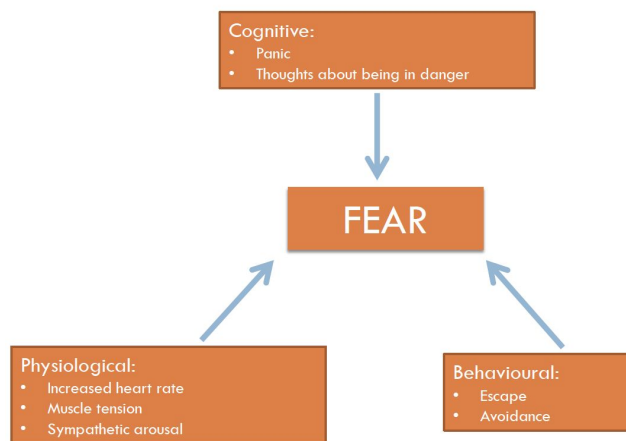 Cognitive:
• Panic
• Thoughts about being in danger
FEAR
Physiological:
• Increased heart rate
• Muscle tension
• Sympathetic arousal
Behavioural:
• Escape
• Avoidance